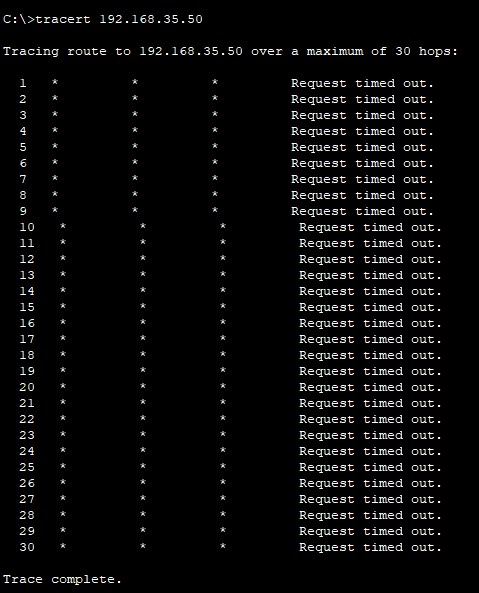 C:\>tracert 192.168.35.50
Tracing route to 192.168.35.50 over a maximum of 30 hops:
1 * * * Request timed out.
2 * * * Request timed out.
3 * * * Request timed out.
4 * * * Request timed out.
5 * * * Request timed out.
6 * * * Request timed out.
7 * * * Request timed out.
8 * * * Request timed out.
9 * * * Request timed out.
10 * * * Request timed out.
11 * * * Request timed out.
12 * * * Request timed out.
13 * * * Request timed out.
14 * * * Request timed out.
15 * * * Request timed out.
16 * * * Request timed out.
17 * * * Request timed out.
18 * * * Request timed out.
19 * * * Request timed out.
20 * * * Request timed out.
21 * * * Request timed out.
22 * * * Request timed out.
23 * * * Request timed out.
24 * * * Request timed out.
25 * * * Request timed out.
26 * * * Request timed out.
27 * * * Request timed out.
28 * * * Request timed out.
29 * * * Request timed out.
30 * * * Request timed out.
Trace complete.